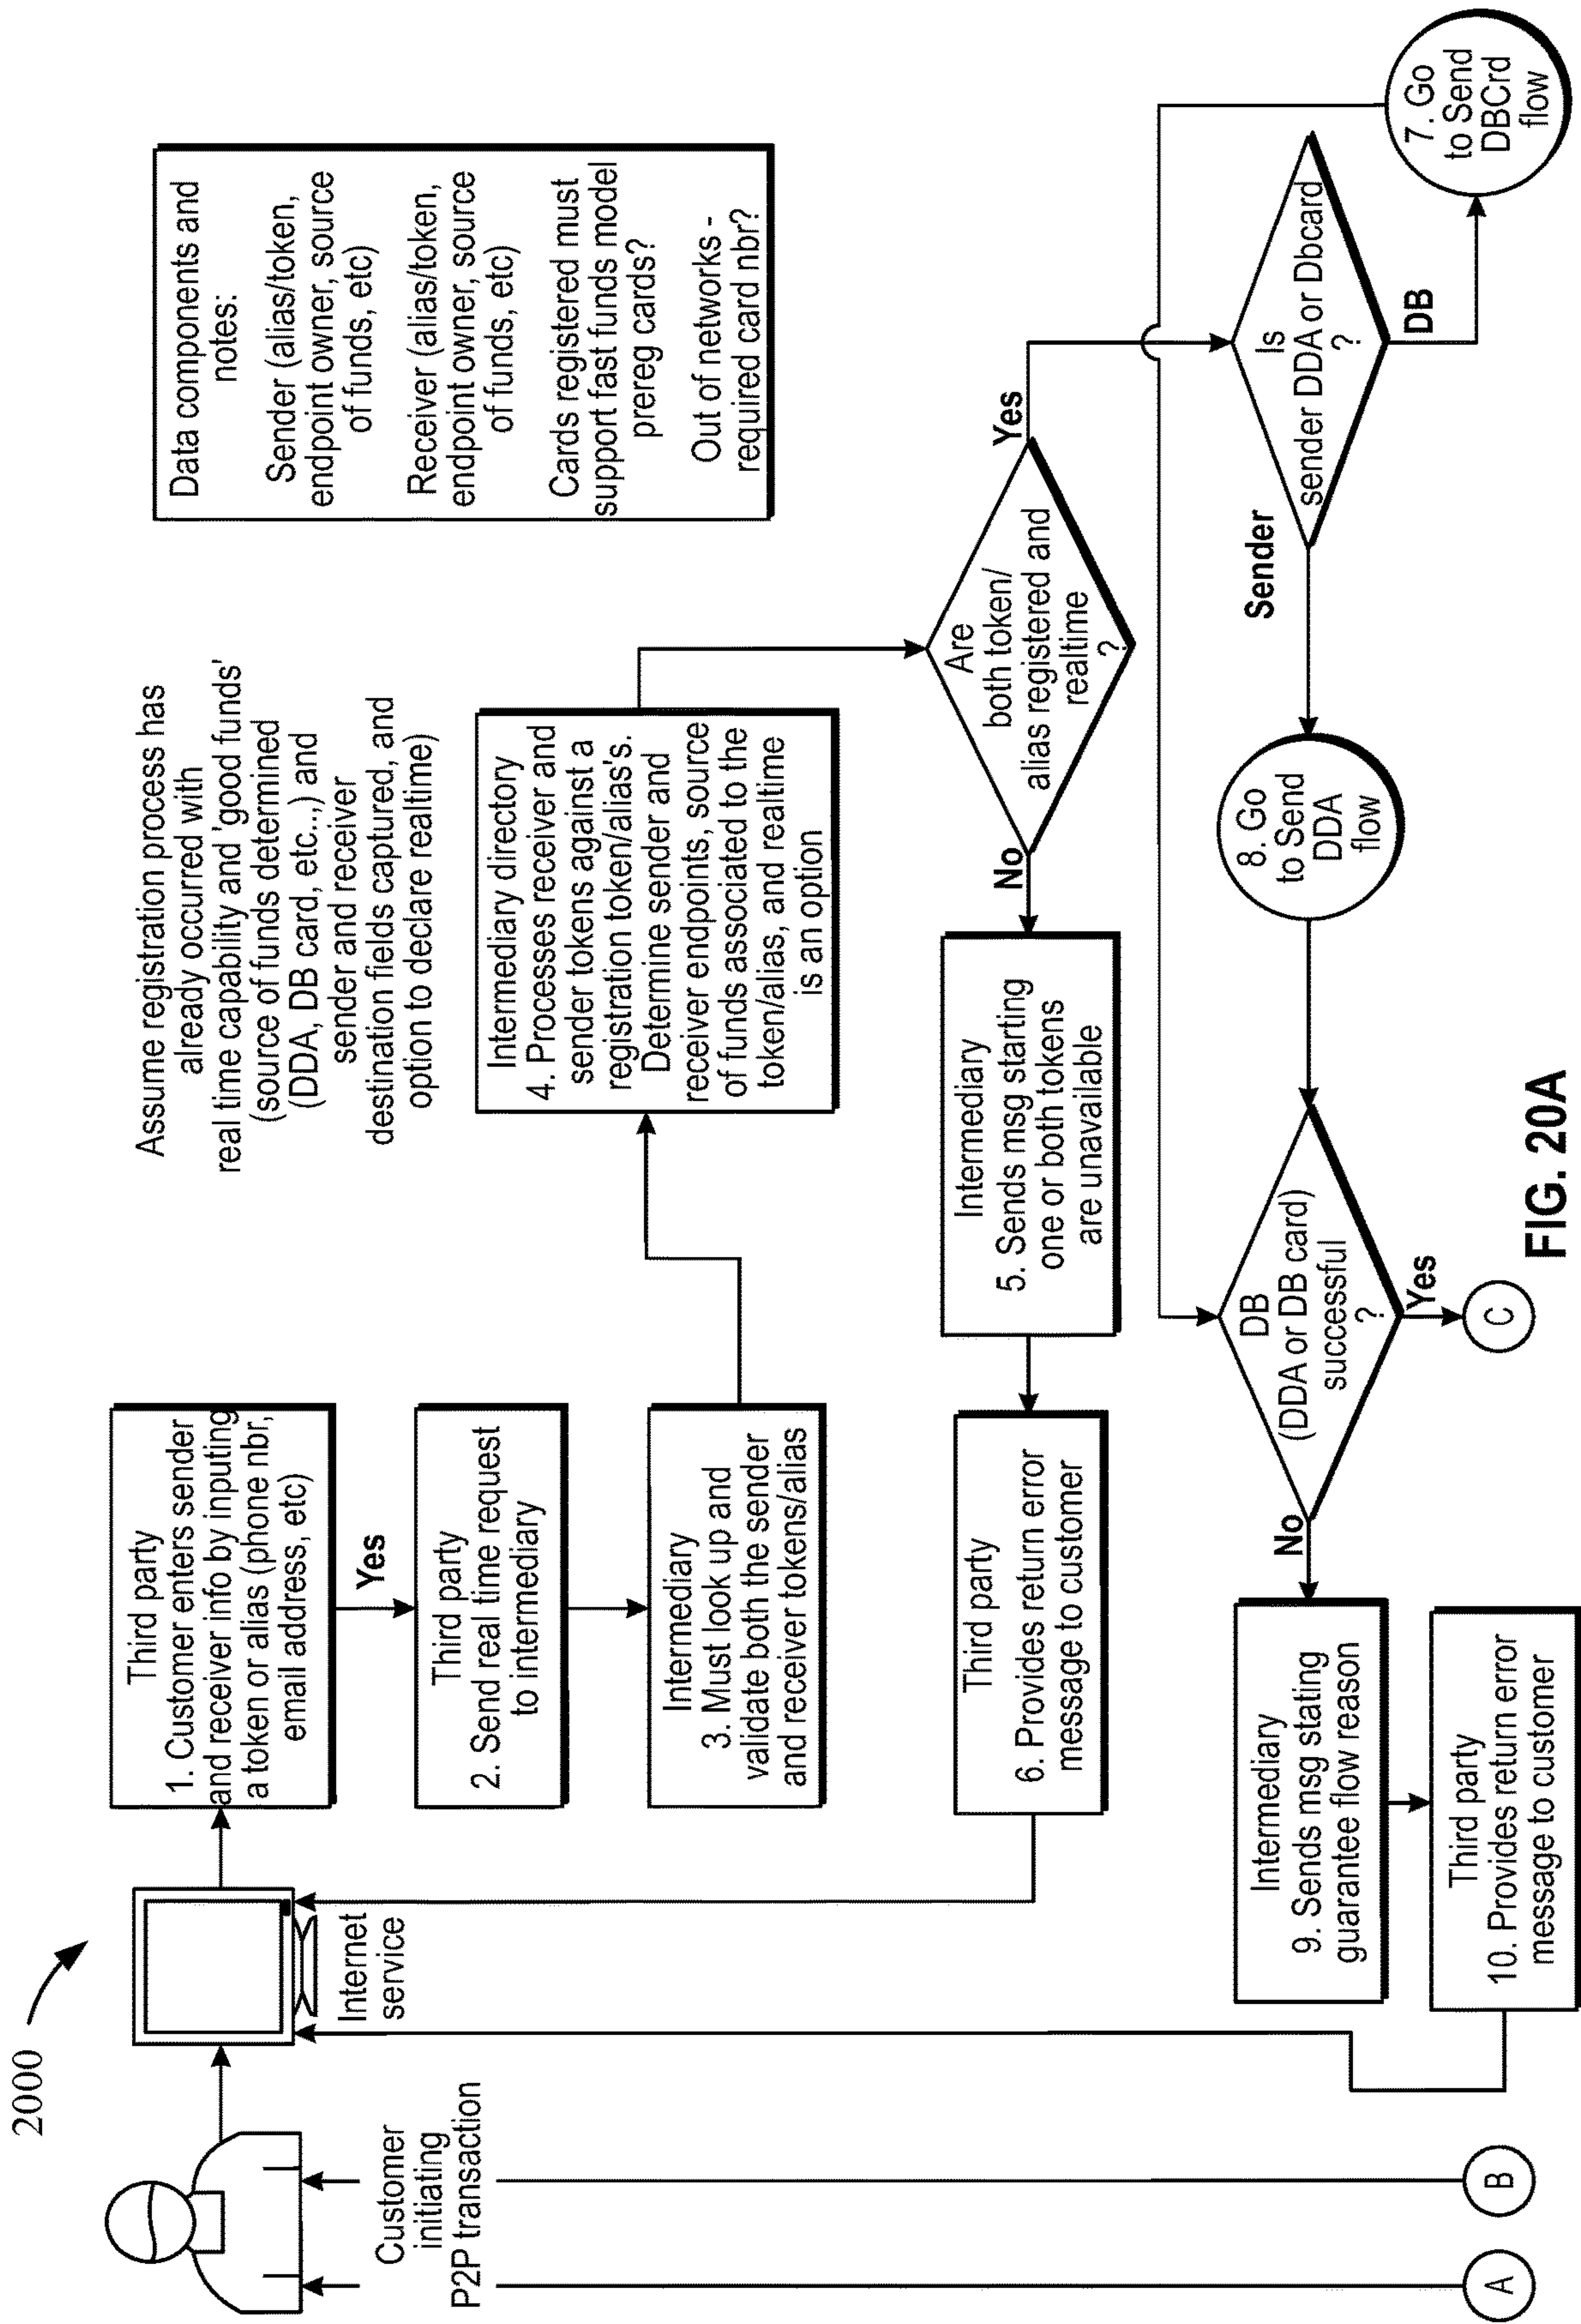 2000
Customer
initiating
P2P transaction
Internet
service
Third party
1. Customer enters sender
and receiver info by inputing
a token or alias (phone nbr,
email address, etc)
Yes
Third party
2. Send real time request
to intermediary
Intermediary
3. Must look up and
validate both the sender
and receiver tokens/alias
Assume registration process has
already occurred with
real time capability and 'good funds'
(source of funds determined
(DDA, DB card, etc..,) and
sender and receiver
destination fields captured, and
option to declare realtime)
Intermediary directory
4. Processes receiver and
sender tokens against a
registration token/alias's.
Determine sender and
receiver endpoints, source
of funds associated to the
token/alias, and realtime
is an option
Data components and
notes:
Sender (alias/token,
endpoint owner, source
of funds, etc)
Receiver (alias/token,
endpoint owner, source
of funds, etc)
Cards registered must
support fast funds model
prereg cards?
Out of networks -
required card nbr?
Are
both token/
alias registered and
realtime
?
No
Yes
Intermediary
5. Sends msg starting
one or both tokens
are unavailable
Third party
6. Provides return error
message to customer
Is
sender DDA or Dbcard
?
Sender
DB
7. Go
to Send
DBCrd
flow
8. Go
to Send
DDA
flow
DB
(DDA or DB card)
successful
?
No
Yes
Intermediary
9. Sends msg stating
guarantee flow reason
Third party
10. Provides return error
message to customer
A
B
C
FIG. 20A